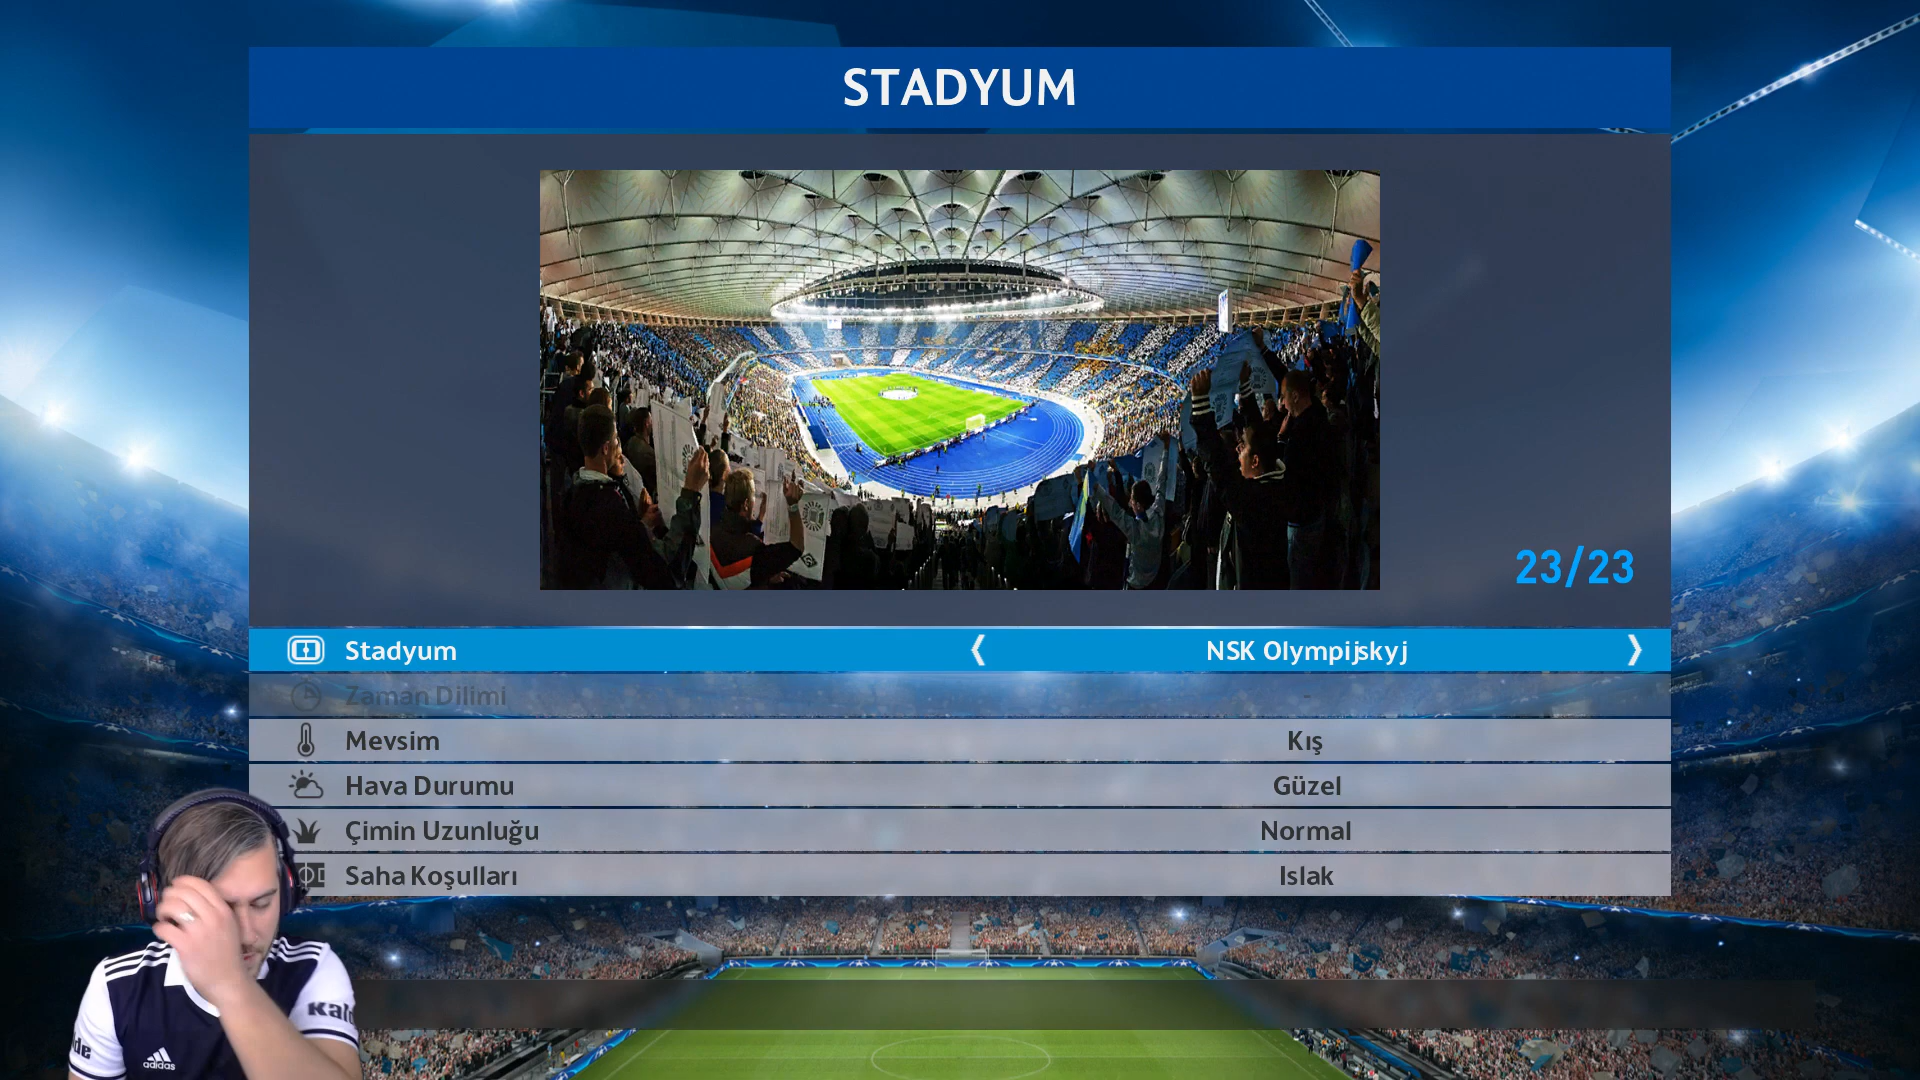 STADYUM
23/23
Stadyum NSK Olympijskyj
Zaman Dilimi -
Mevsim Kış
Hava Durumu Güzel
Çimin Uzunluğu Normal
Saha Koşulları Islak
adidas